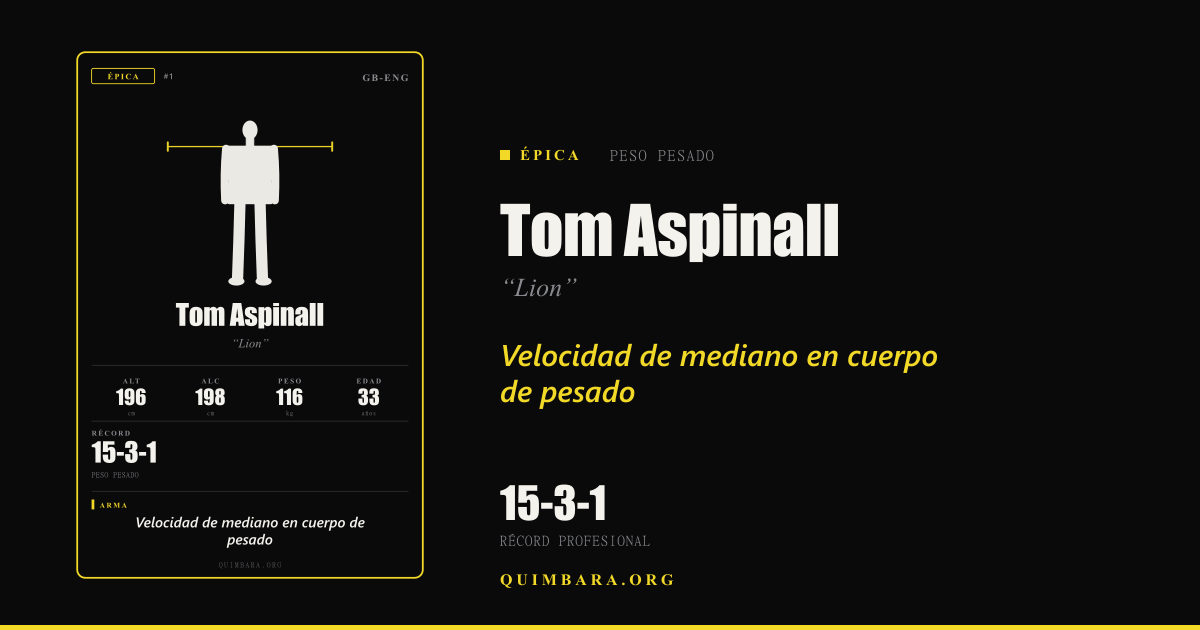 ÉPICA #1 GB-ENG
Tom Aspinall
“Lion”
ALT ALC PESO EDAD
196 198 116 33
cm cm kg años
RÉCORD
15-3-1
PESO PESADO
ARMA
Velocidad de mediano en cuerpo de
pesado
QUIMBARA.ORG
ÉPICA PESO PESADO
Tom Aspinall
“Lion”
Velocidad de mediano en cuerpo
de pesado
15-3-1
RÉCORD PROFESIONAL
QUIMBARA.ORG